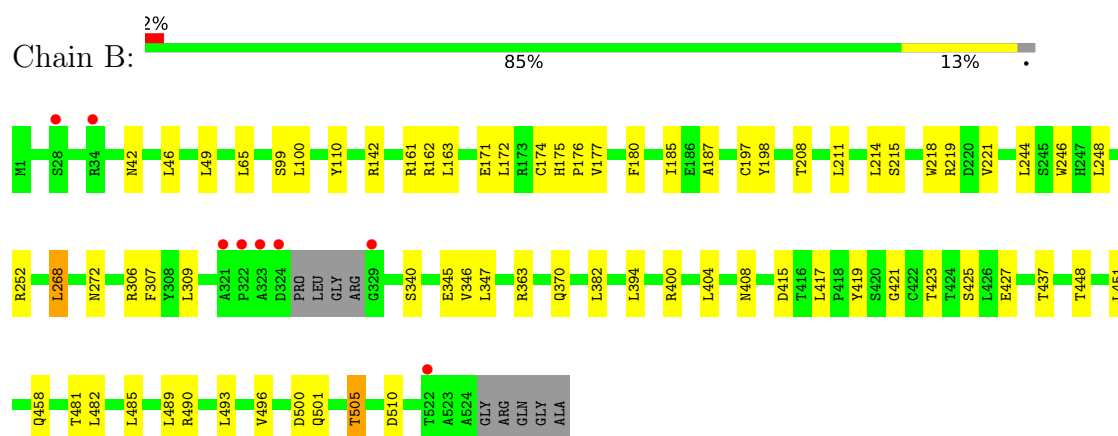 2%
Chain B:
85% 13% •
M1 S28 R34 N42 L46 L49 L65 S99 L100 Y110 R142 R161 R162 L163 E171 L172 R173 C174 H175 P176 V177 F180 I185 E186 A187 C197 Y198 T208 L211 L214 S215 W218 R219 D220 V221 L244 S245 W246 H247 L248
R252 L268 N272 R306 F307 Y308 L309 A321 P322 A323 D324 PRO LEU GLY ARG G329 S340 E345 V346 L347 R363 Q370 L382 L394 R400 L404 N408 D415 T416 L417 P418 Y419 S420 G421 C422 T423 T424 S425 L426 E427 T437 T448 L451
Q458 T481 L482 L485 L489 R490 L493 V496 D500 Q501 T505 D510 T522 A523 A524 GLY ARG GLN GLY ALA